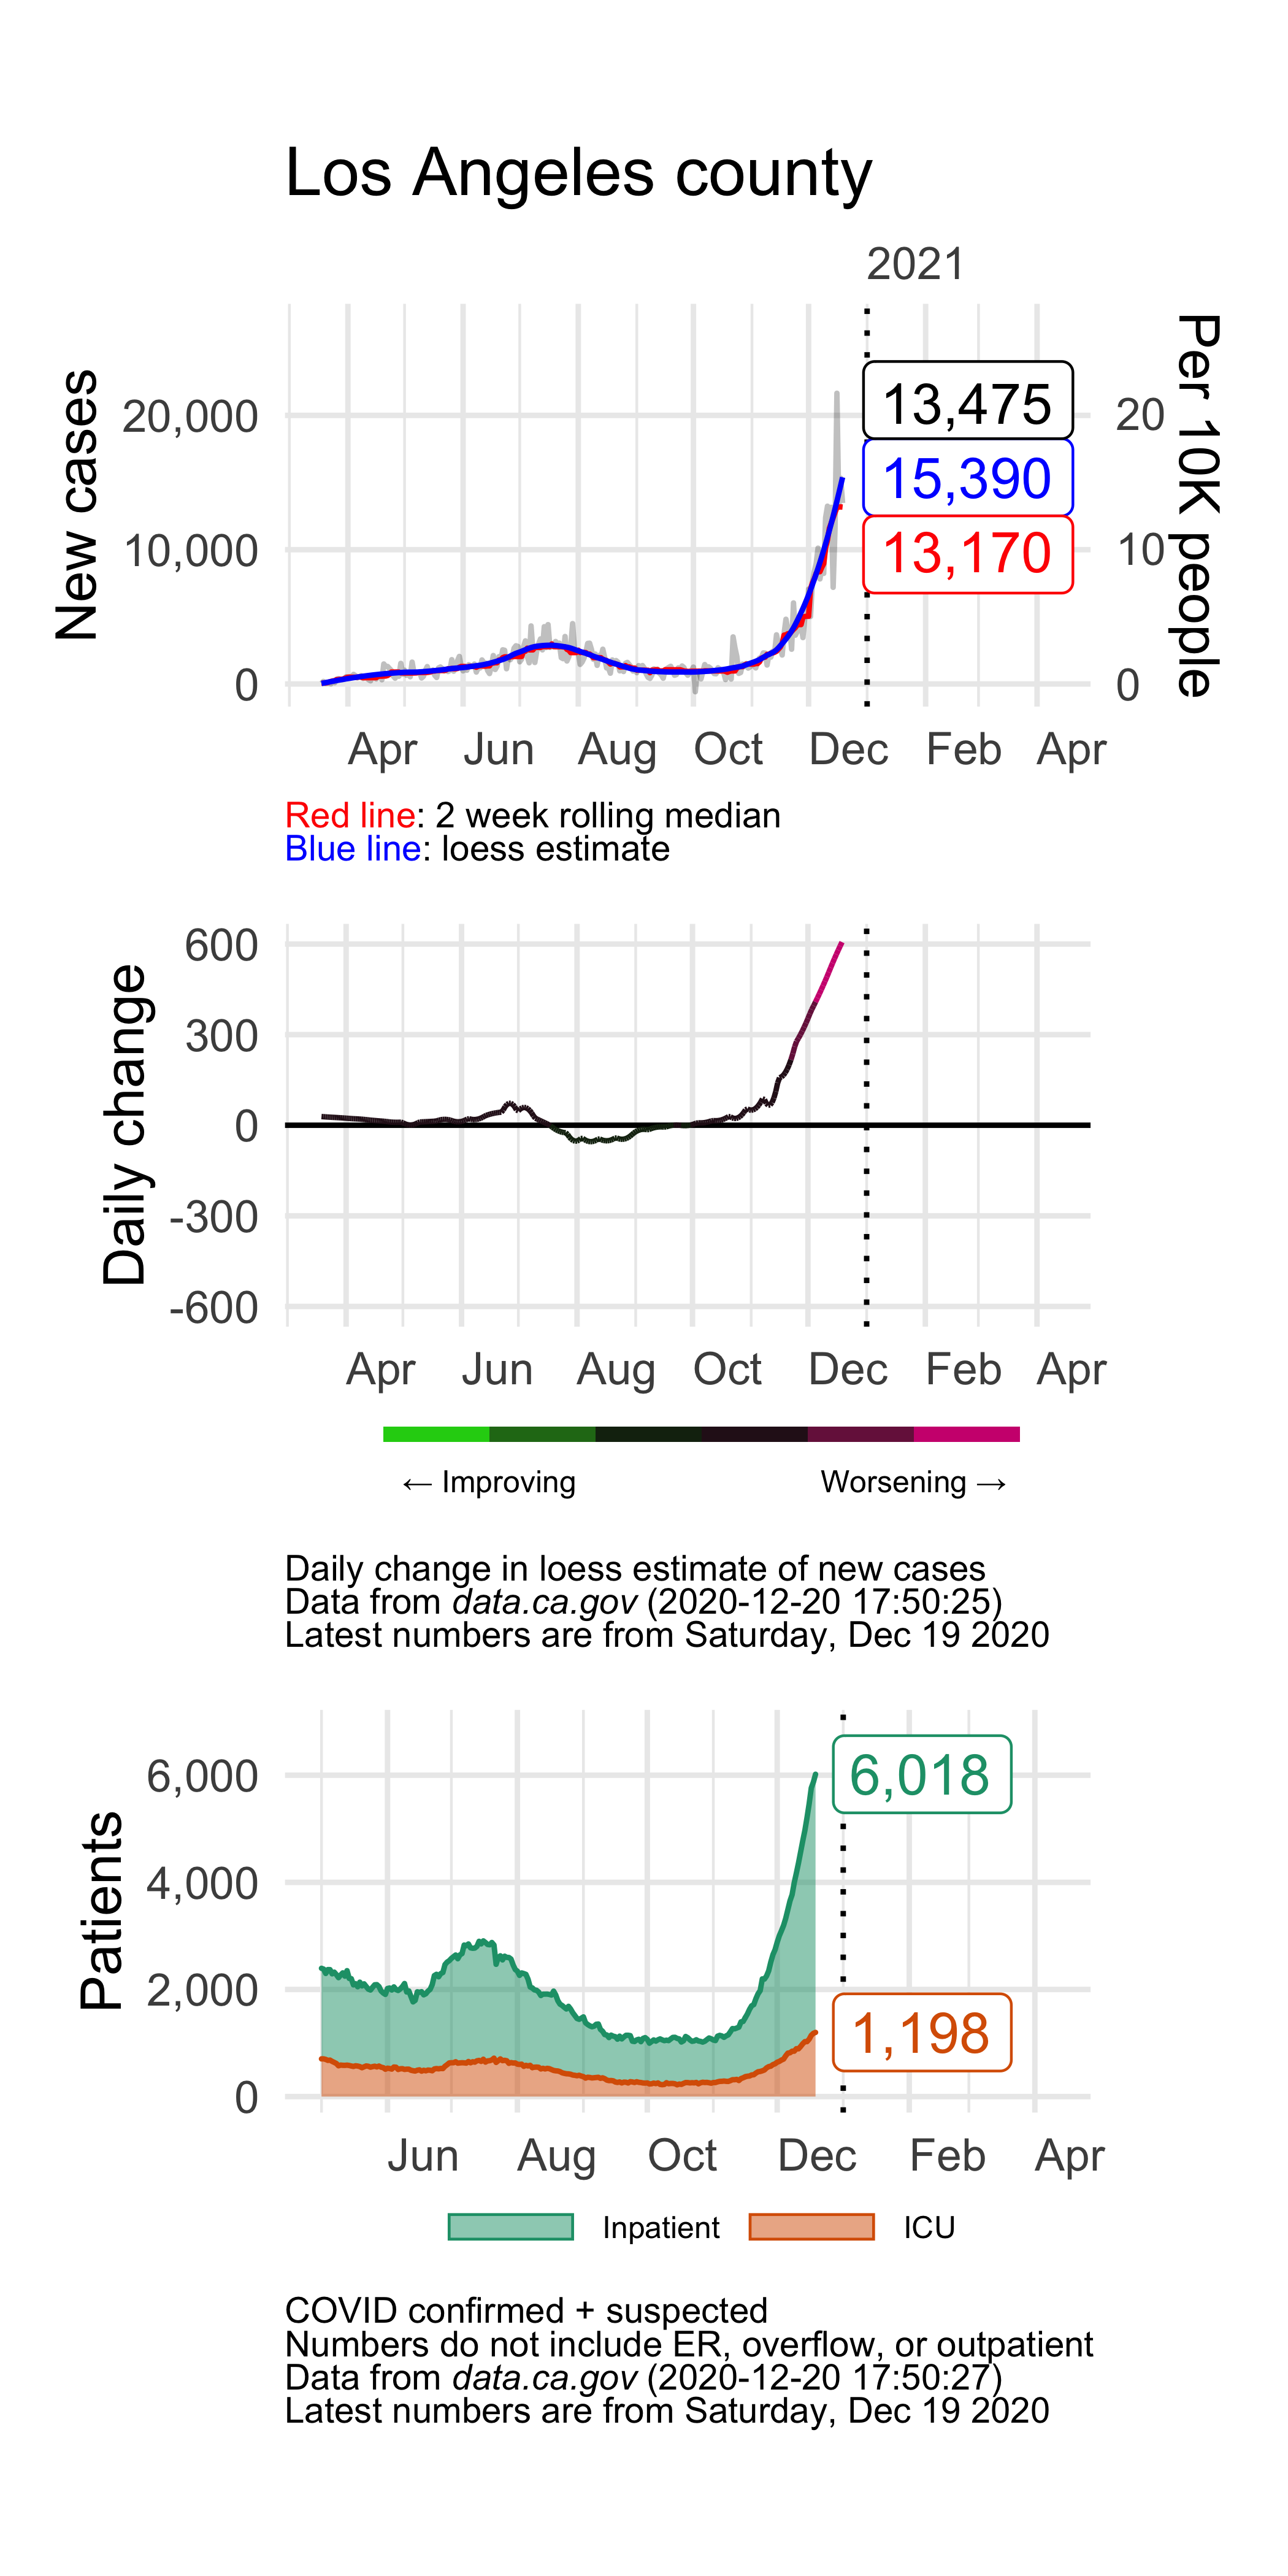 Los Angeles county
2021
New cases
20,000
10,000
0
13,475
15,390
13,170
20
10
0
Per 10K people
Apr Jun Aug Oct Dec Feb Apr
Red line: 2 week rolling median
Blue line: loess estimate
Daily change
600
300
0
-300
-600
Apr Jun Aug Oct Dec Feb Apr
← Improving Worsening →
Daily change in loess estimate of new cases
Data from data.ca.gov (2020-12-20 17:50:25)
Latest numbers are from Saturday, Dec 19 2020
Patients
6,000
4,000
2,000
0
6,018
1,198
Jun Aug Oct Dec Feb Apr
Inpatient ICU
COVID confirmed + suspected
Numbers do not include ER, overflow, or outpatient
Data from data.ca.gov (2020-12-20 17:50:27)
Latest numbers are from Saturday, Dec 19 2020